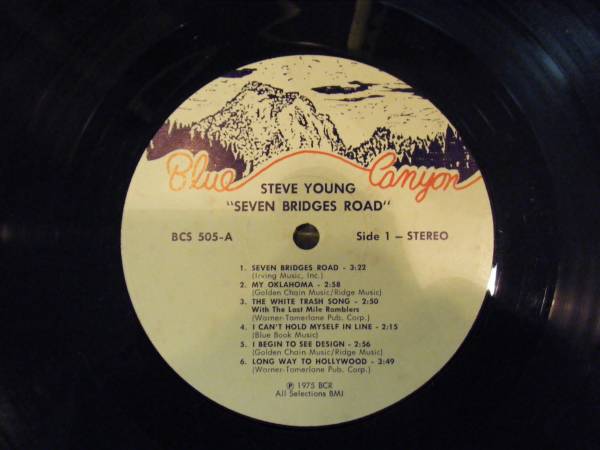 Blue Canyon
STEVE YOUNG
"SEVEN BRIDGES ROAD"
BCS 505-A Side 1 — STEREO
1. SEVEN BRIDGES ROAD - 3:22
(Irving Music, Inc.)
2. MY OKLAHOMA - 2:58
(Golden Chain Music/Ridge Music)
3. THE WHITE TRASH SONG - 2:50
With The Last Mile Ramblers
(Warner-Tamerlane Pub. Corp.)
4. I CAN'T HOLD MYSELF IN LINE - 2:15
(Blue Book Music)
5. I BEGIN TO SEE DESIGN - 2:56
(Golden Chain Music/Ridge Music)
6. LONG WAY TO HOLLYWOOD - 3:49
(Warner-Tamerlane Pub. Corp.)
℗ 1975 BCR
All Selections BMI